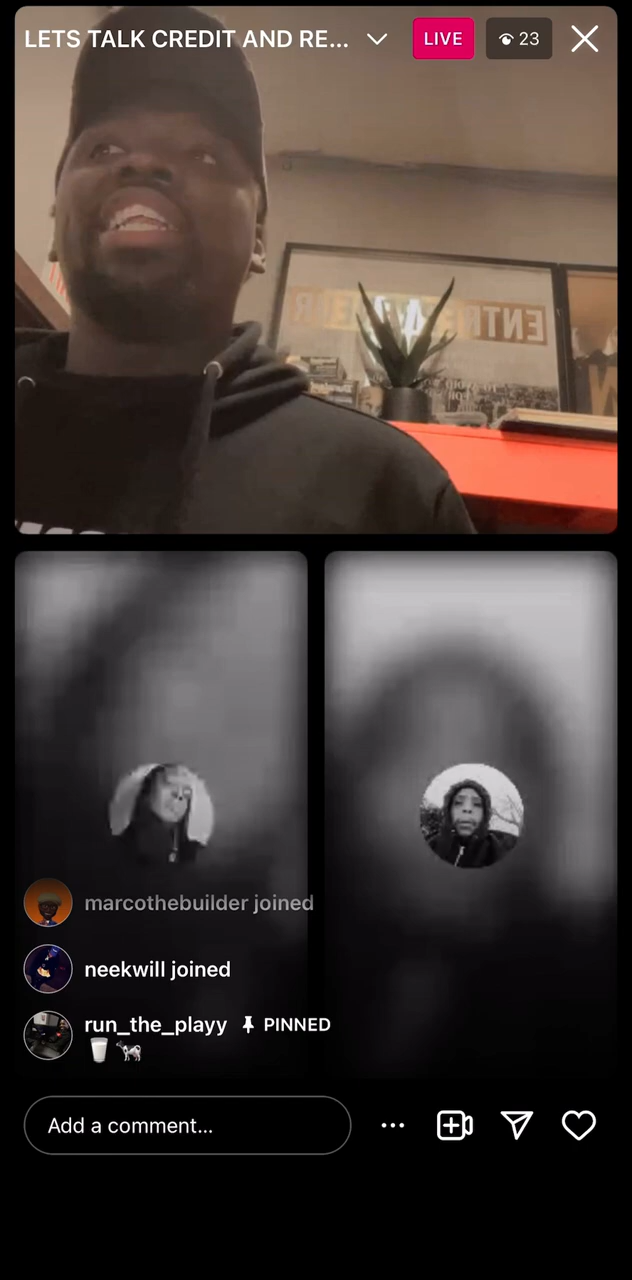 LETS TALK CREDIT AND RE...
LIVE
23
marcothebuilder joined
neekwill joined
run_the_playy PINNED
🥛🐄
Add a comment...